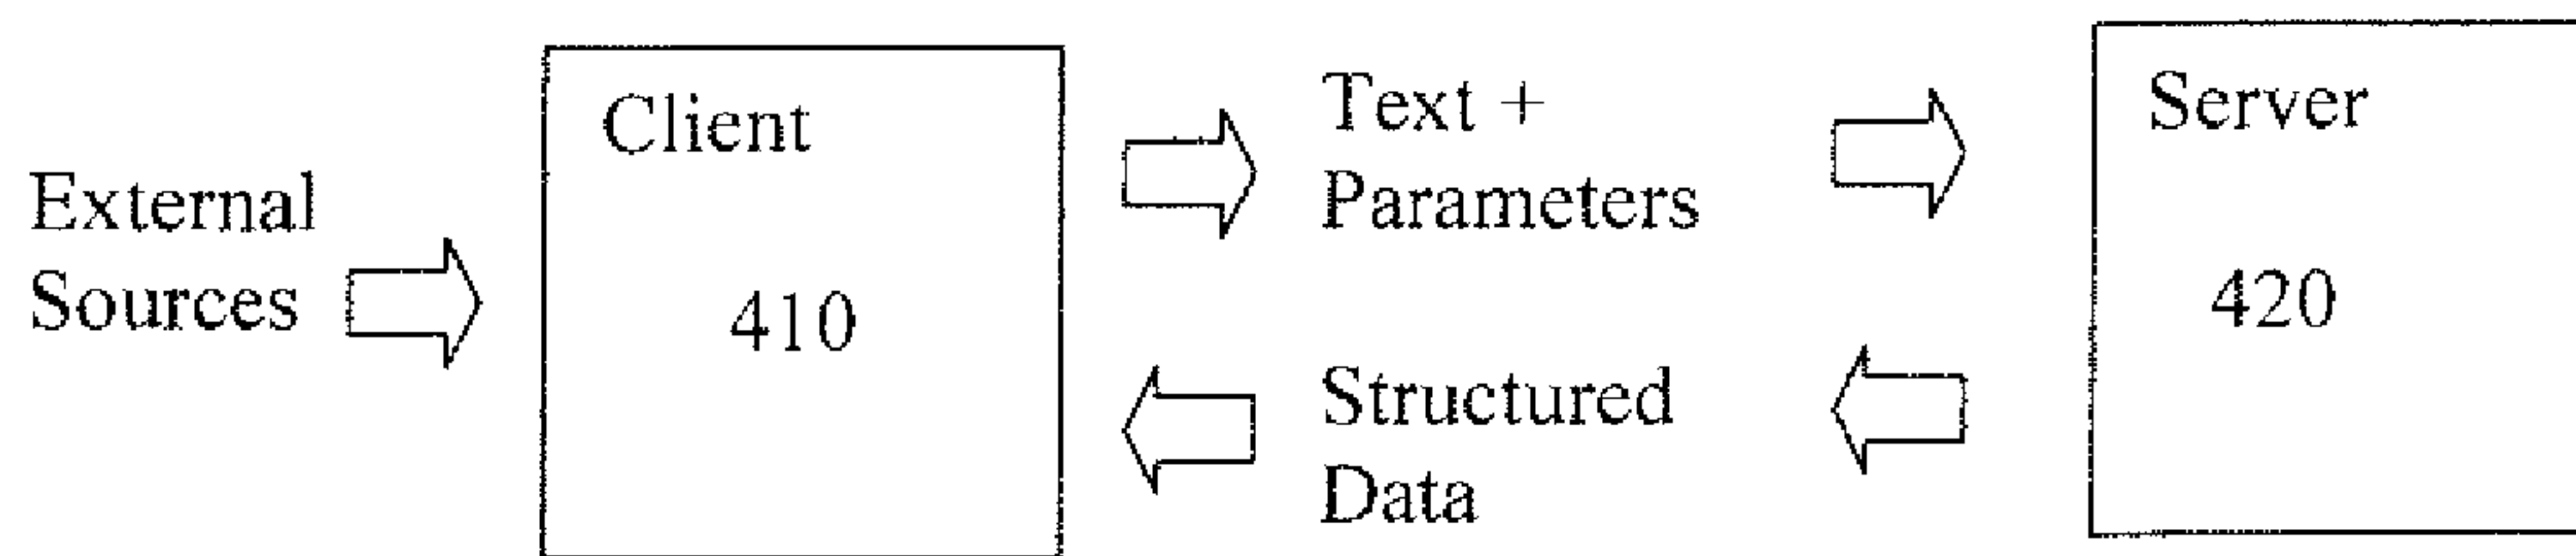 External
Sources
Client
410
Text +
Parameters
Structured
Data
Server
420